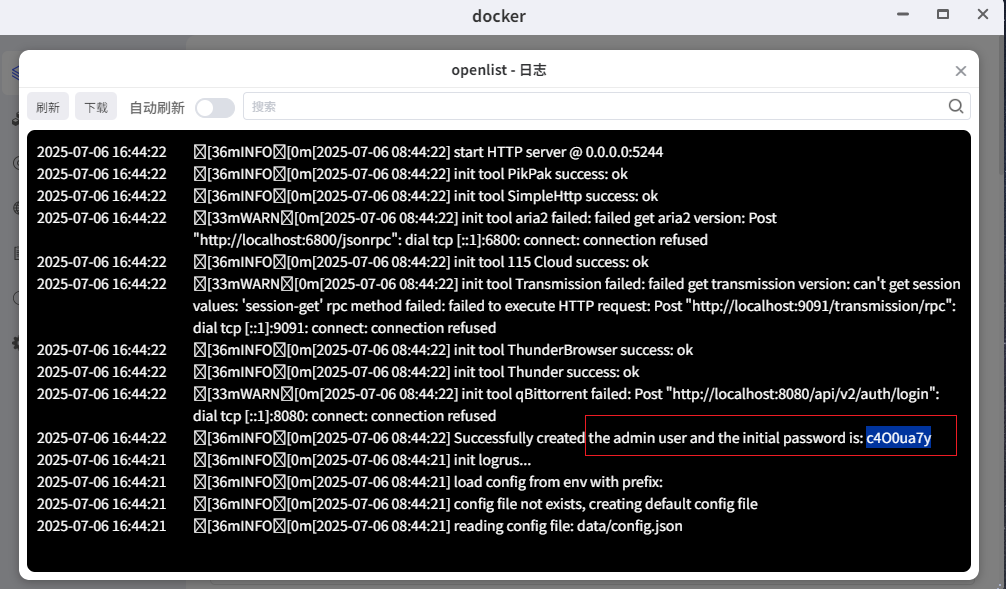 docker
openlist - 日志
刷新 下载 自动刷新 搜索
2025-07-06 16:44:22 [36mINFO[0m[2025-07-06 08:44:22] start HTTP server @ 0.0.0.0:5244
2025-07-06 16:44:22 [36mINFO[0m[2025-07-06 08:44:22] init tool PikPak success: ok
2025-07-06 16:44:22 [36mINFO[0m[2025-07-06 08:44:22] init tool SimpleHttp success: ok
2025-07-06 16:44:22 [33mWARN[0m[2025-07-06 08:44:22] init tool aria2 failed: failed get aria2 version: Post
"http://localhost:6800/jsonrpc": dial tcp [::1]:6800: connect: connection refused
2025-07-06 16:44:22 [36mINFO[0m[2025-07-06 08:44:22] init tool 115 Cloud success: ok
2025-07-06 16:44:22 [33mWARN[0m[2025-07-06 08:44:22] init tool Transmission failed: failed get transmission version: can't get session
values: 'session-get' rpc method failed: failed to execute HTTP request: Post "http://localhost:9091/transmission/rpc":
dial tcp [::1]:9091: connect: connection refused
2025-07-06 16:44:22 [36mINFO[0m[2025-07-06 08:44:22] init tool ThunderBrowser success: ok
2025-07-06 16:44:22 [36mINFO[0m[2025-07-06 08:44:22] init tool Thunder success: ok
2025-07-06 16:44:22 [33mWARN[0m[2025-07-06 08:44:22] init tool qBittorrent failed: Post "http://localhost:8080/api/v2/auth/login":
dial tcp [::1]:8080: connect: connection refused
2025-07-06 16:44:22 [36mINFO[0m[2025-07-06 08:44:22] Successfully created the admin user and the initial password is: c4O0ua7y
2025-07-06 16:44:21 [36mINFO[0m[2025-07-06 08:44:21] init logrus...
2025-07-06 16:44:21 [36mINFO[0m[2025-07-06 08:44:21] load config from env with prefix:
2025-07-06 16:44:21 [36mINFO[0m[2025-07-06 08:44:21] config file not exists, creating default config file
2025-07-06 16:44:21 [36mINFO[0m[2025-07-06 08:44:21] reading config file: data/config.json